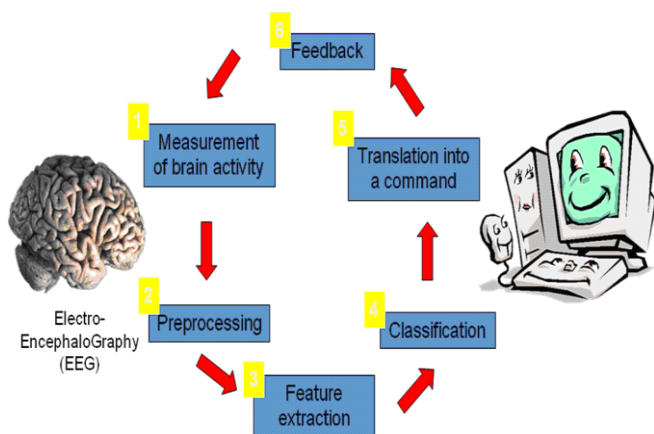 6
Feedback
1
Measurement
of brain activity
5
Translation into
a command
2
Preprocessing
4
Classification
3
Feature
extraction
Electro-
EncephaloGraphy
(EEG)